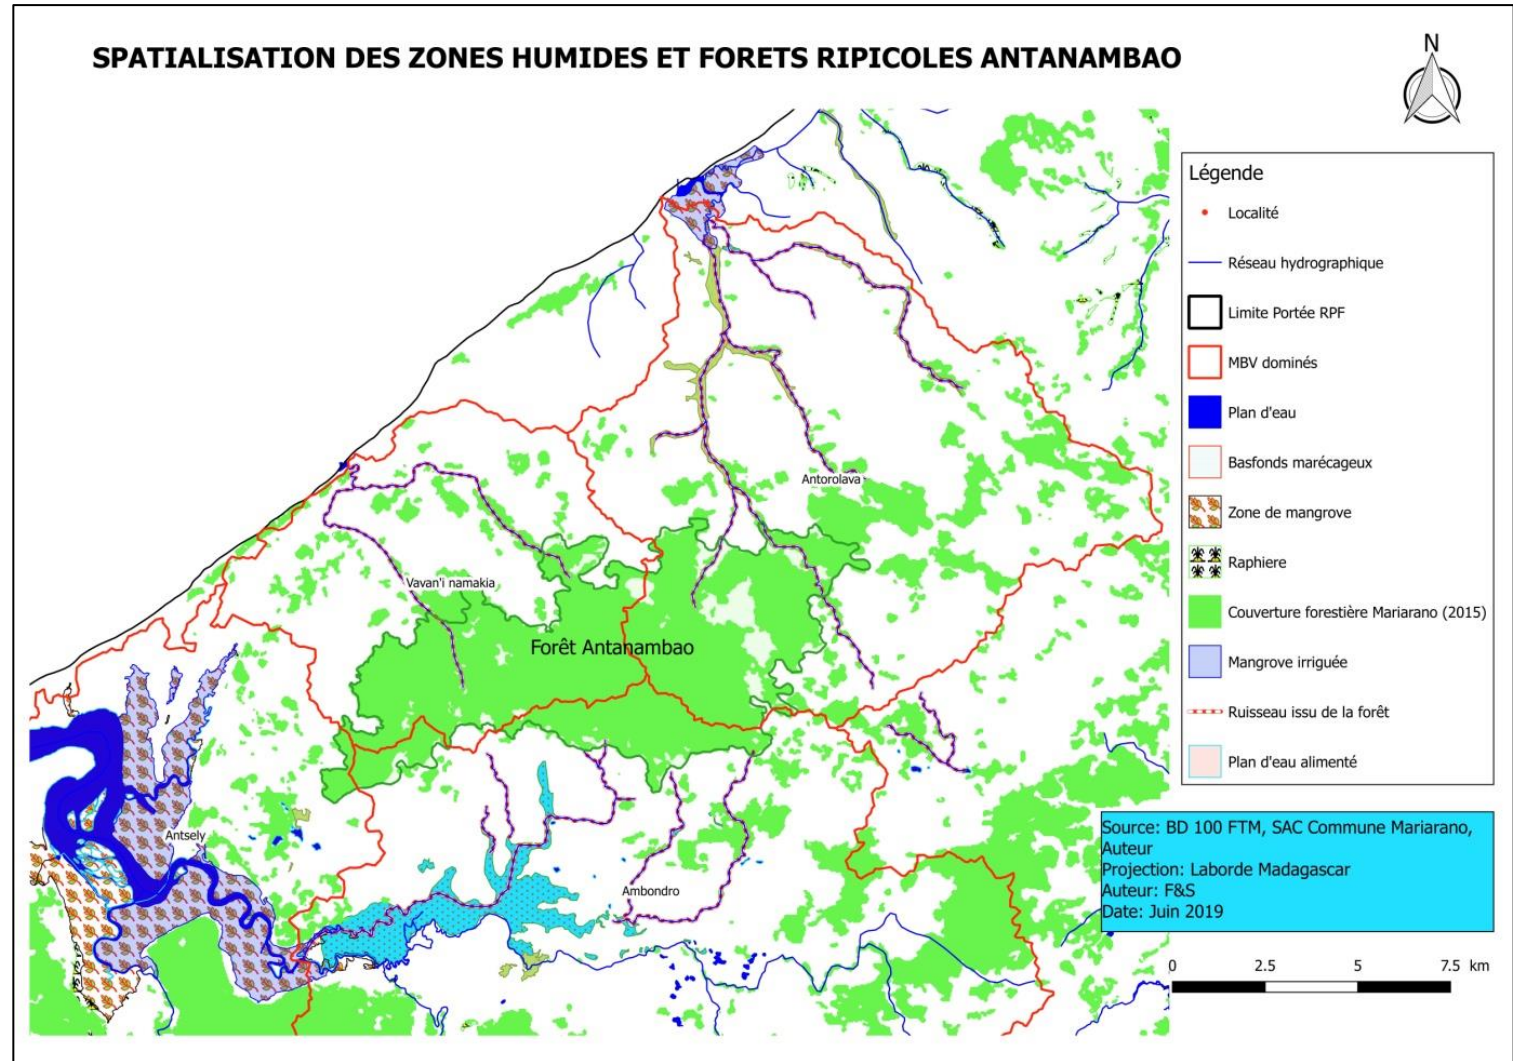 SPATIALISATION DES ZONES HUMIDES ET FORETS RIPICOLES ANTANAMBAO
N
Légende
Localité
Réseau hydrographique
Limite Portée RPF
MBV dominés
Plan d'eau
Basfonds marécageux
Zone de mangrove
Raphiere
Couverture forestière Mariarano (2015)
Mangrove irriguée
Ruisseau issu de la forêt
Plan d'eau alimenté
Antorolava
Vavan'i namakia
Forêt Antanambao
Antsely
Ambondro
Source: BD 100 FTM, SAC Commune Mariarano,
Auteur
Projection: Laborde Madagascar
Auteur: F&S
Date: Juin 2019
0 2.5 5 7.5 km